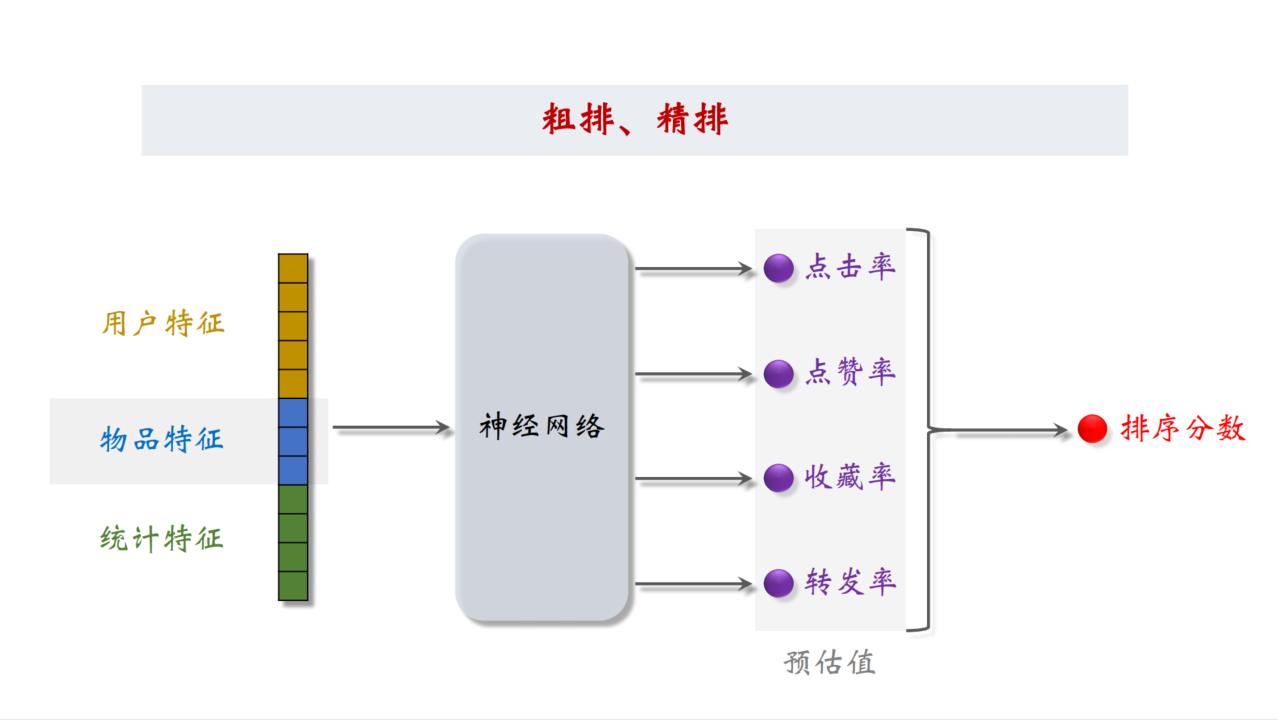 粗排、精排
用户特征
物品特征
统计特征
神经网络
点击率
点赞率
收藏率
转发率
预估值
排序分数